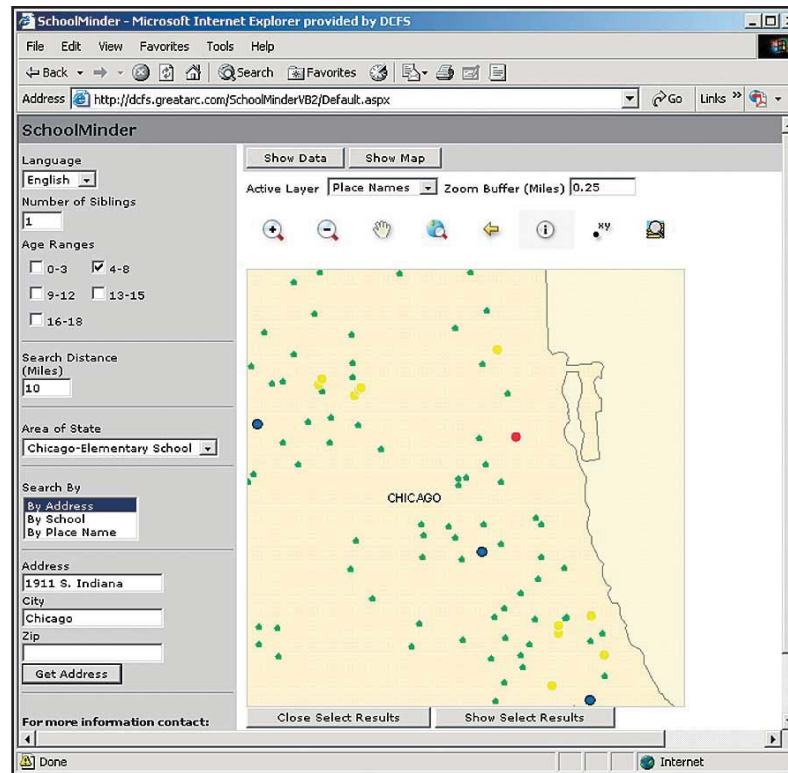 SchoolMinder - Microsoft Internet Explorer provided by DCFS
File Edit View Favorites Tools Help
Back Search Favorites
Address http://dcfs.greatarc.com/SchoolMinderVB2/Default.aspx Go Links »
SchoolMinder
Language
English
Number of Siblings
1
Age Ranges
0-3 4-8
9-12 13-15
16-18
Search Distance
(Miles)
10
Area of State
Chicago-Elementary School
Search By
By Address
By School
By Place Name
Address
1911 S. Indiana
City
Chicago
Zip
Get Address
For more information contact:
Show Data Show Map
Active Layer Place Names Zoom Buffer (Miles) 0.25
xy
CHICAGO
Close Select Results Show Select Results
Done Internet